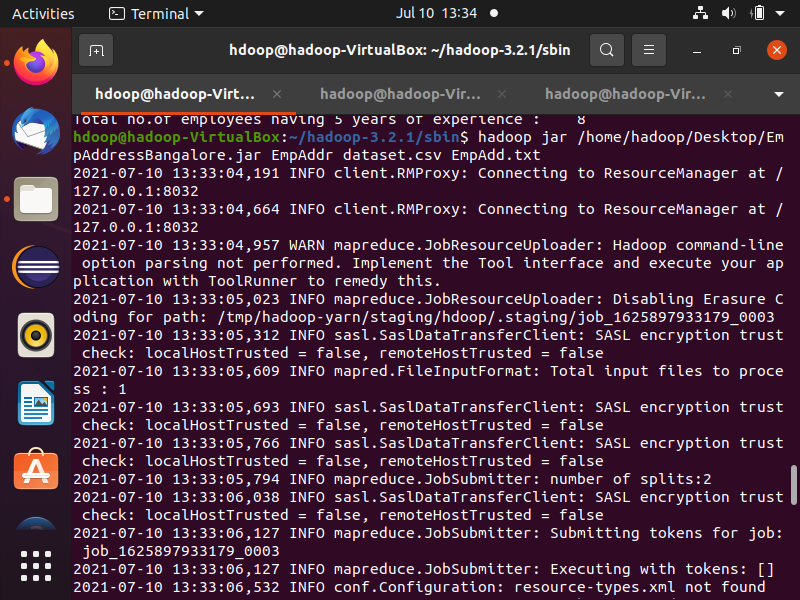 Activities Terminal Jul 10 13:34
hdoop@hadoop-VirtualBox: ~/hadoop-3.2.1/sbin
hdoop@hadoop-Virt... hadoop@hadoop-Vir... hadoop@hadoop-Vir...
Total no.of employees having 5 years of experience : 8
hdoop@hadoop-VirtualBox:~/hadoop-3.2.1/sbin$ hadoop jar /home/hadoop/Desktop/Em
pAddressBangalore.jar EmpAddr dataset.csv EmpAdd.txt
2021-07-10 13:33:04,191 INFO client.RMProxy: Connecting to ResourceManager at /
127.0.0.1:8032
2021-07-10 13:33:04,664 INFO client.RMProxy: Connecting to ResourceManager at /
127.0.0.1:8032
2021-07-10 13:33:04,957 WARN mapreduce.JobResourceUploader: Hadoop command-line
 option parsing not performed. Implement the Tool interface and execute your ap
plication with ToolRunner to remedy this.
2021-07-10 13:33:05,023 INFO mapreduce.JobResourceUploader: Disabling Erasure C
oding for path: /tmp/hadoop-yarn/staging/hdoop/.staging/job_1625897933179_0003
2021-07-10 13:33:05,312 INFO sasl.SaslDataTransferClient: SASL encryption trust
 check: localHostTrusted = false, remoteHostTrusted = false
2021-07-10 13:33:05,609 INFO mapred.FileInputFormat: Total input files to proce
ss : 1
2021-07-10 13:33:05,693 INFO sasl.SaslDataTransferClient: SASL encryption trust
 check: localHostTrusted = false, remoteHostTrusted = false
2021-07-10 13:33:05,766 INFO sasl.SaslDataTransferClient: SASL encryption trust
 check: localHostTrusted = false, remoteHostTrusted = false
2021-07-10 13:33:05,794 INFO mapreduce.JobSubmitter: number of splits:2
2021-07-10 13:33:06,038 INFO sasl.SaslDataTransferClient: SASL encryption trust
 check: localHostTrusted = false, remoteHostTrusted = false
2021-07-10 13:33:06,127 INFO mapreduce.JobSubmitter: Submitting tokens for job:
 job_1625897933179_0003
2021-07-10 13:33:06,127 INFO mapreduce.JobSubmitter: Executing with tokens: []
2021-07-10 13:33:06,532 INFO conf.Configuration: resource-types.xml not found